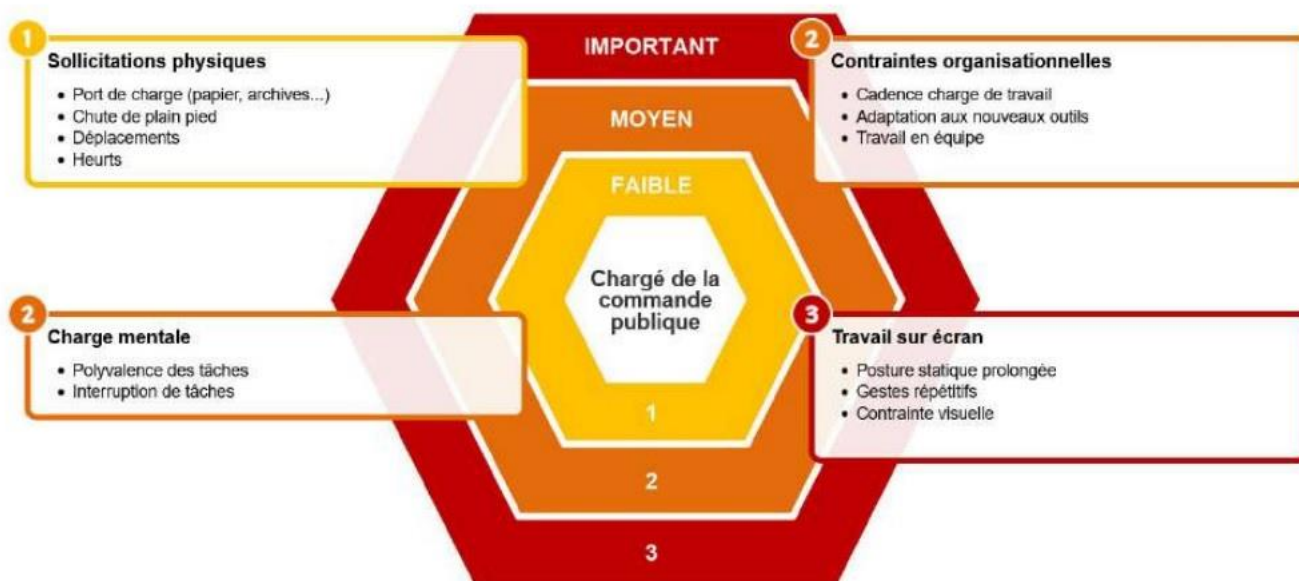 IMPORTANT
MOYEN
FAIBLE
Chargé de la
commande
publique
1
2
3
1
Sollicitations physiques
• Port de charge (papier, archives...)
• Chute de plain pied
• Déplacements
• Heurts
2
Contraintes organisationnelles
• Cadence charge de travail
• Adaptation aux nouveaux outils
• Travail en équipe
2
Charge mentale
• Polyvalence des tâches
• Interruption de tâches
3
Travail sur écran
• Posture statique prolongée
• Gestes répétitifs
• Contrainte visuelle